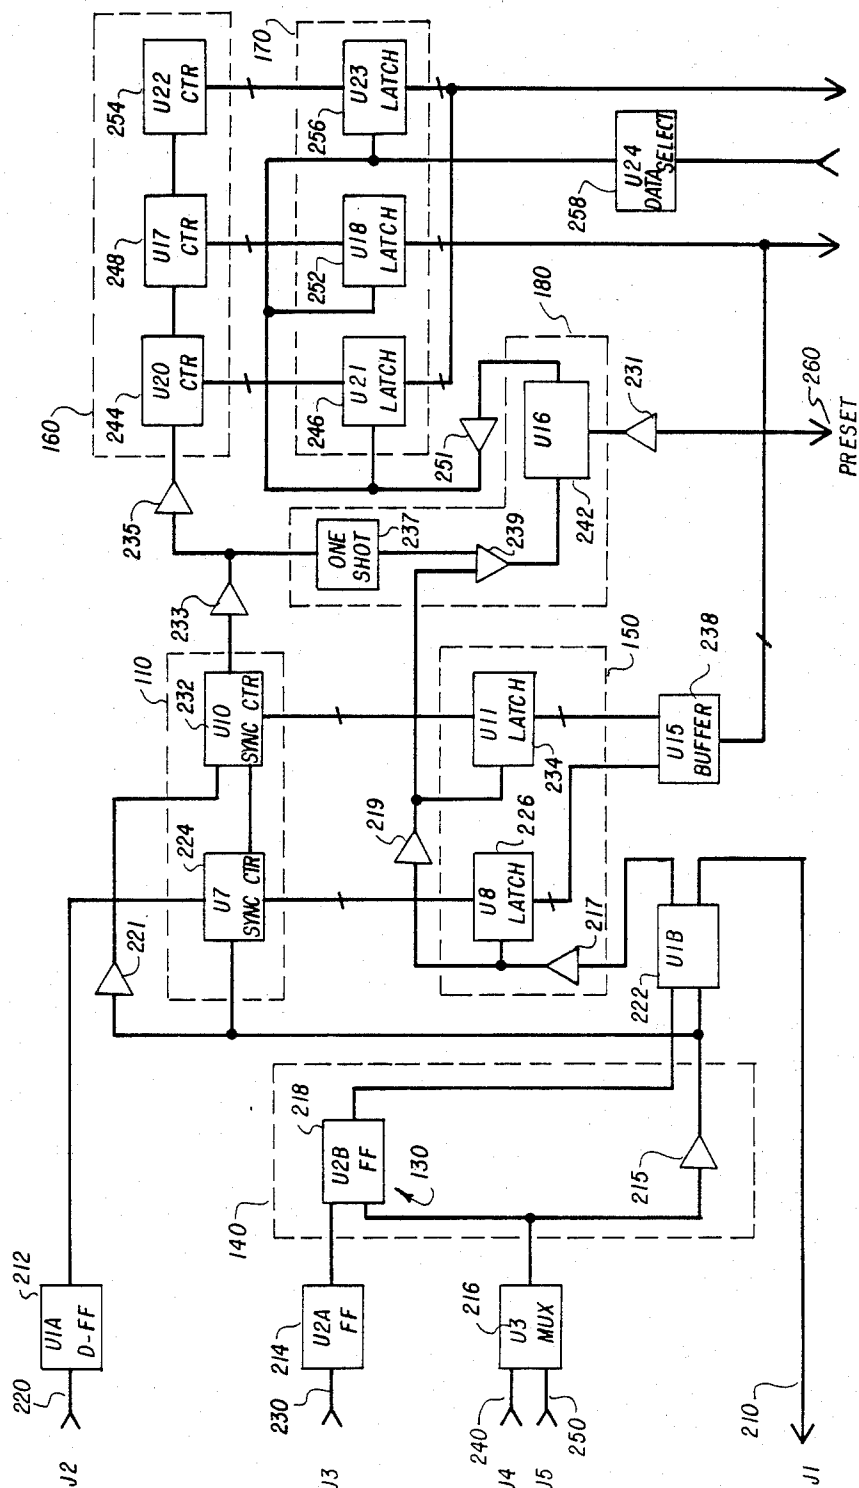 160
254
U22
CTR
248
U17
CTR
244
U20
CTR
170
256
U23
LATCH
252
U18
LATCH
246
U21
LATCH
258
U24
DATA
SELECT
180
251
U16
242
231
260
PRESET
235
237
ONE
SHOT
239
233
110
232
U10
SYNC CTR
224
U7
SYNC CTR
221
150
U11
LATCH
234
219
226
U8
LATCH
217
238
U15
BUFFER
222
U1B
140
218
U2B
FF
130
215
212
U1A
D-FF
220
J2
214
U2A
FF
230
J3
216
U3
MUX
240
J4
250
J5
210
J1